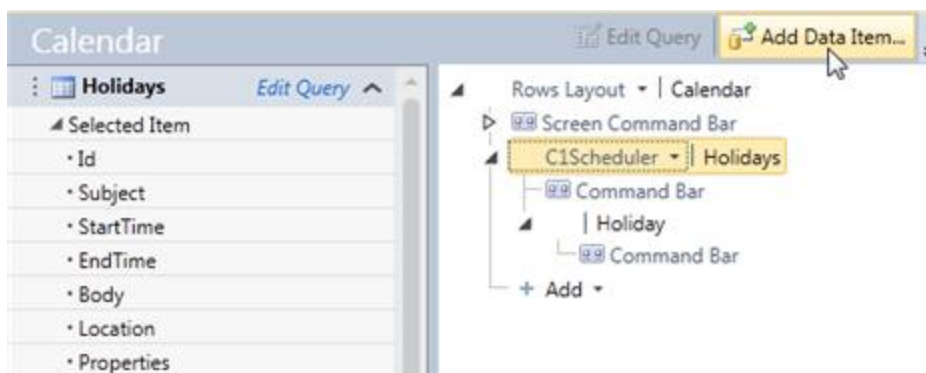 Calendar
Edit Query
Add Data Item...
Holidays Edit Query
Selected Item
Id
Subject
StartTime
EndTime
Body
Location
Properties
Rows Layout | Calendar
Screen Command Bar
C1Scheduler | Holidays
Command Bar
| Holiday
Command Bar
+ Add